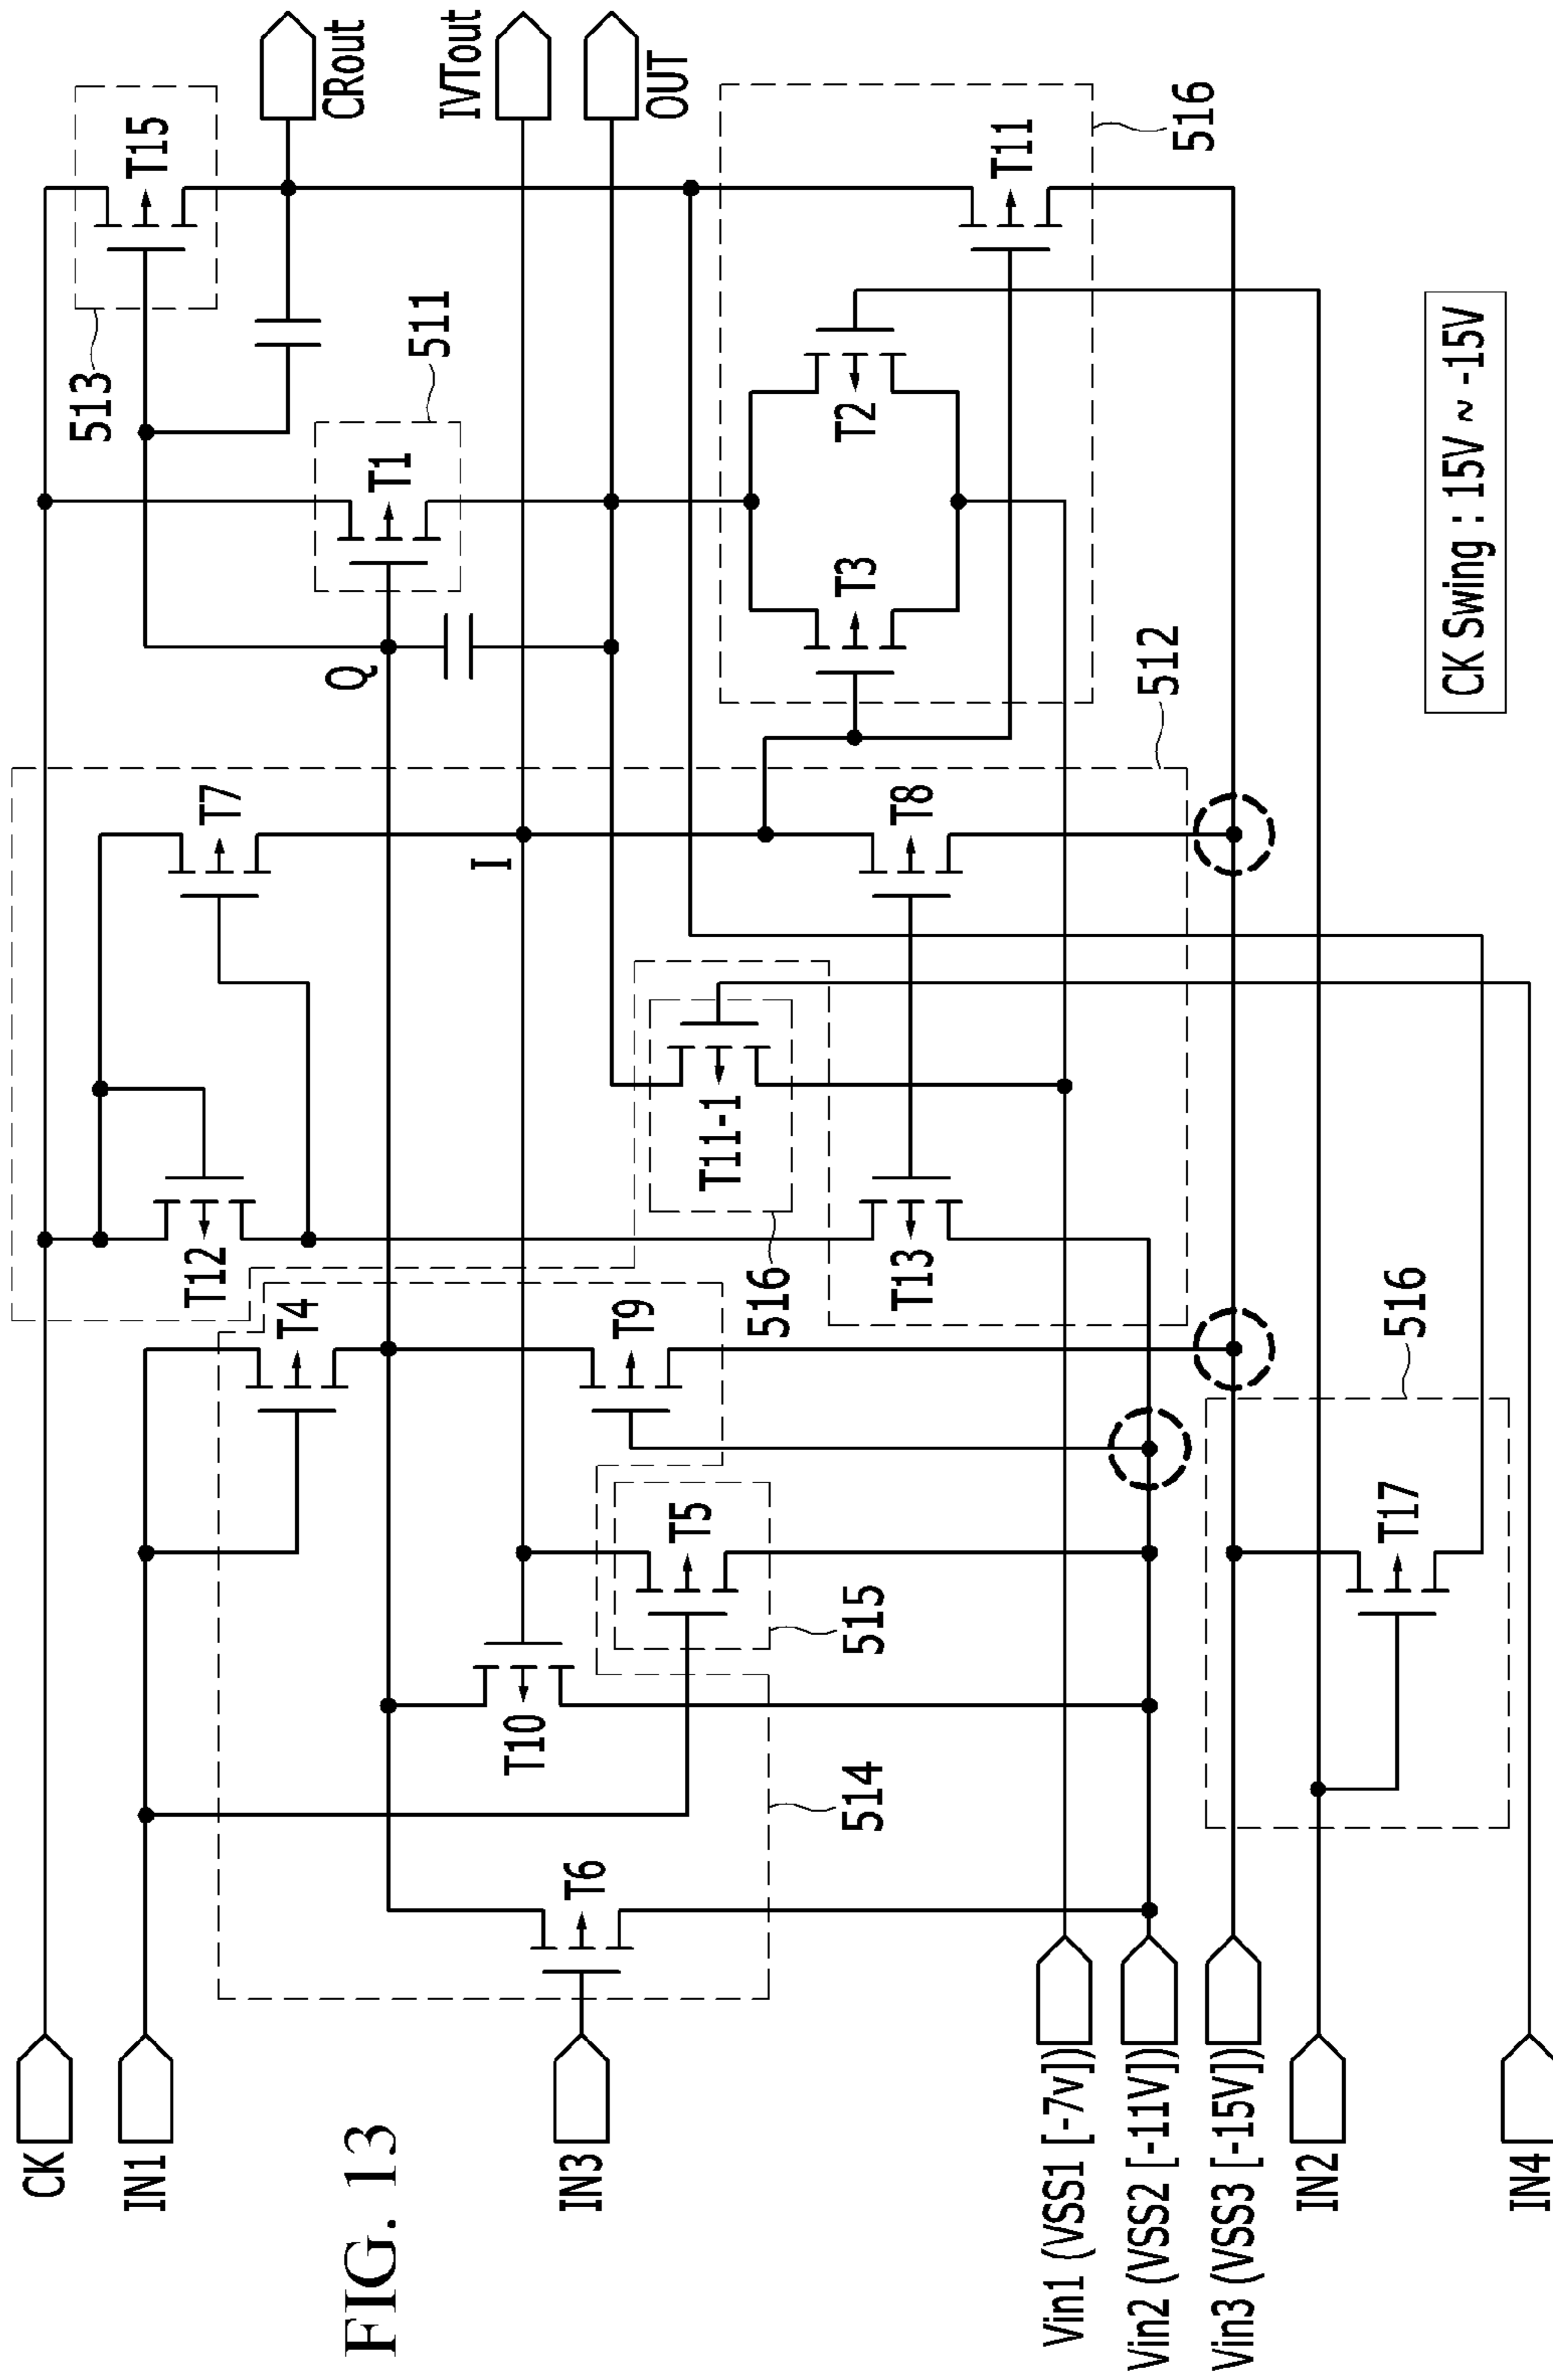 FIG. 13
CK
IN1
IN3
Vin1 (VSS1 [-7v])
Vin2 (VSS2 [-11V])
Vin3 (VSS3 [-15V])
IN2
IN4
T6
T10
T5
T4
T9
T12
T13
T11-1
T7
T8
T3
T2
T1
T15
T11
T17
Q
I
511
512
513
514
515
516
516
516
CRout
IVTout
OUT
CK Swing : 15V ~ -15V